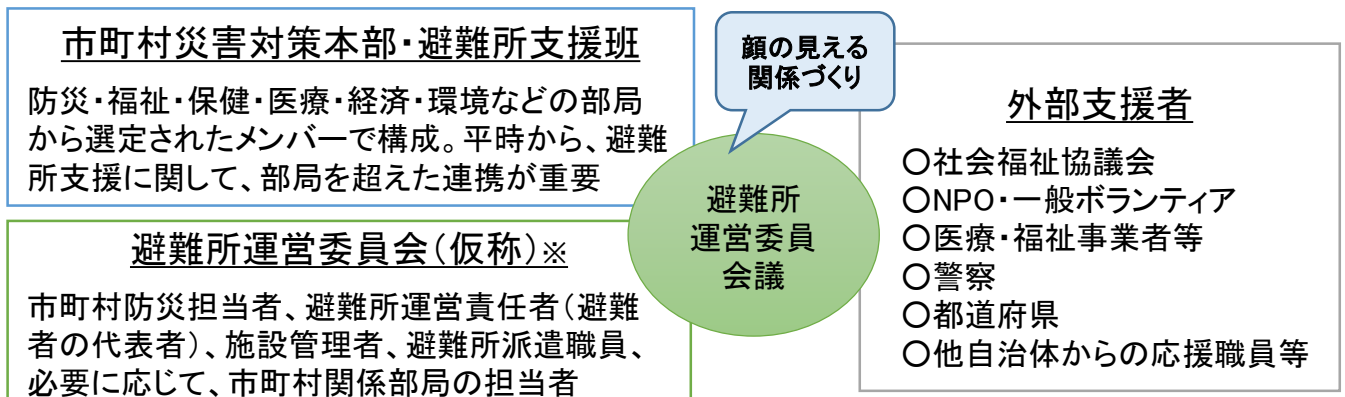 市町村災害対策本部・避難所支援班
防災・福祉・保健・医療・経済・環境などの部局
から選定されたメンバーで構成。平時から、避難
所支援に関して、部局を超えた連携が重要
避難所運営委員会(仮称)※
市町村防災担当者、避難所運営責任者(避難
者の代表者)、施設管理者、避難所派遣職員、
必要に応じて、市町村関係部局の担当者
顔の見える
関係づくり
避難所
運営委員
会議
外部支援者
○社会福祉協議会
○NPO・一般ボランティア
○医療・福祉事業者等
○警察
○都道府県
○他自治体からの応援職員等